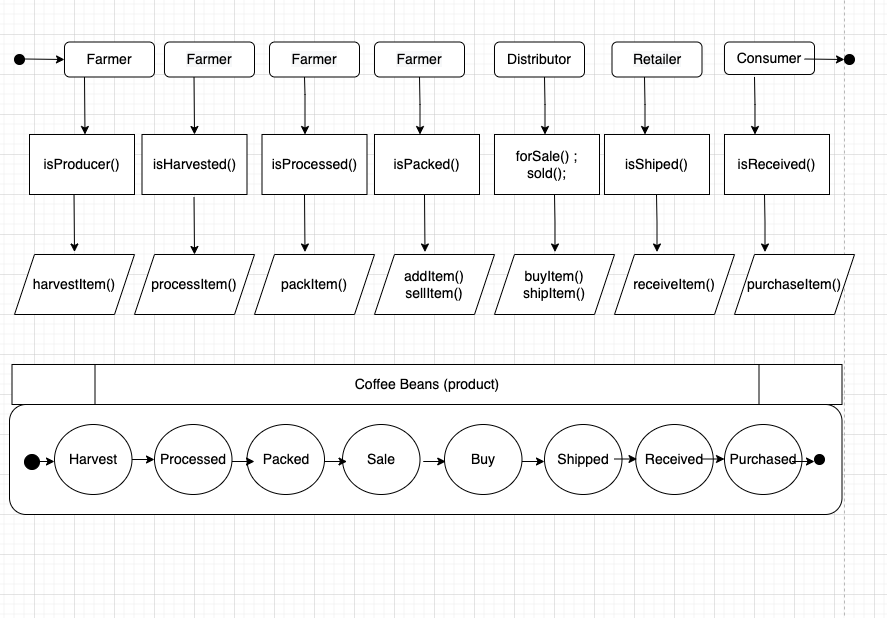 Farmer
Farmer
Farmer
Farmer
Distributor
Retailer
Consumer
isProducer()
isHarvested()
isProcessed()
isPacked()
forSale() ;
sold();
isShiped()
isReceived()
harvestItem()
processItem()
packItem()
addItem()
sellItem()
buyItem()
shipItem()
receiveItem()
purchaseItem()
Coffee Beans (product)
Harvest
Processed
Packed
Sale
Buy
Shipped
Received
Purchased